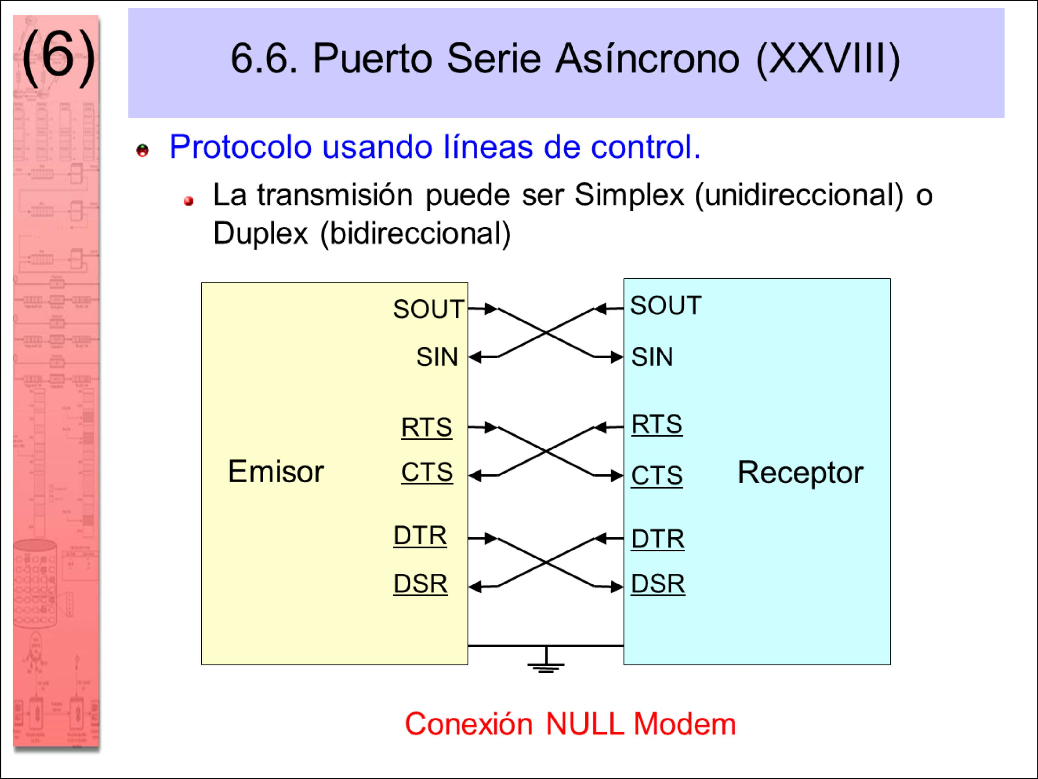 (6)
6.6. Puerto Serie Asíncrono (XXVIII)
Protocolo usando líneas de control.
La transmisión puede ser Simplex (unidireccional) o
Duplex (bidireccional)
SOUT SOUT
SIN SIN
RTS RTS
Emisor CTS CTS Receptor
DTR DTR
DSR DSR
Conexión NULL Modem